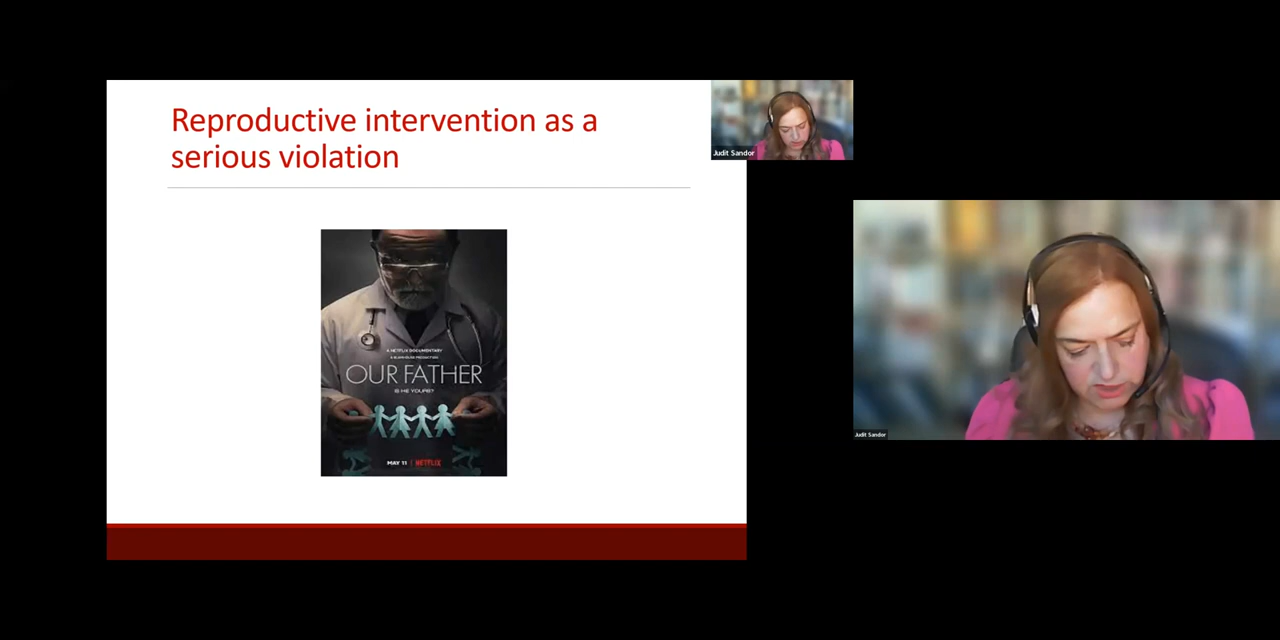 Reproductive intervention as a
serious violation
Judit Sandor
A NETFLIX DOCUMENTARY
OUR FATHER
IS HE YOURS?
MAY 11 | NETFLIX
Judit Sandor